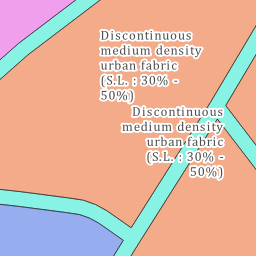 Discontinuous
medium density
urban fabric
(S.L. : 30% -
50%)
Discontinuous
medium density
urban fabric
(S.L. : 30% -
50%)